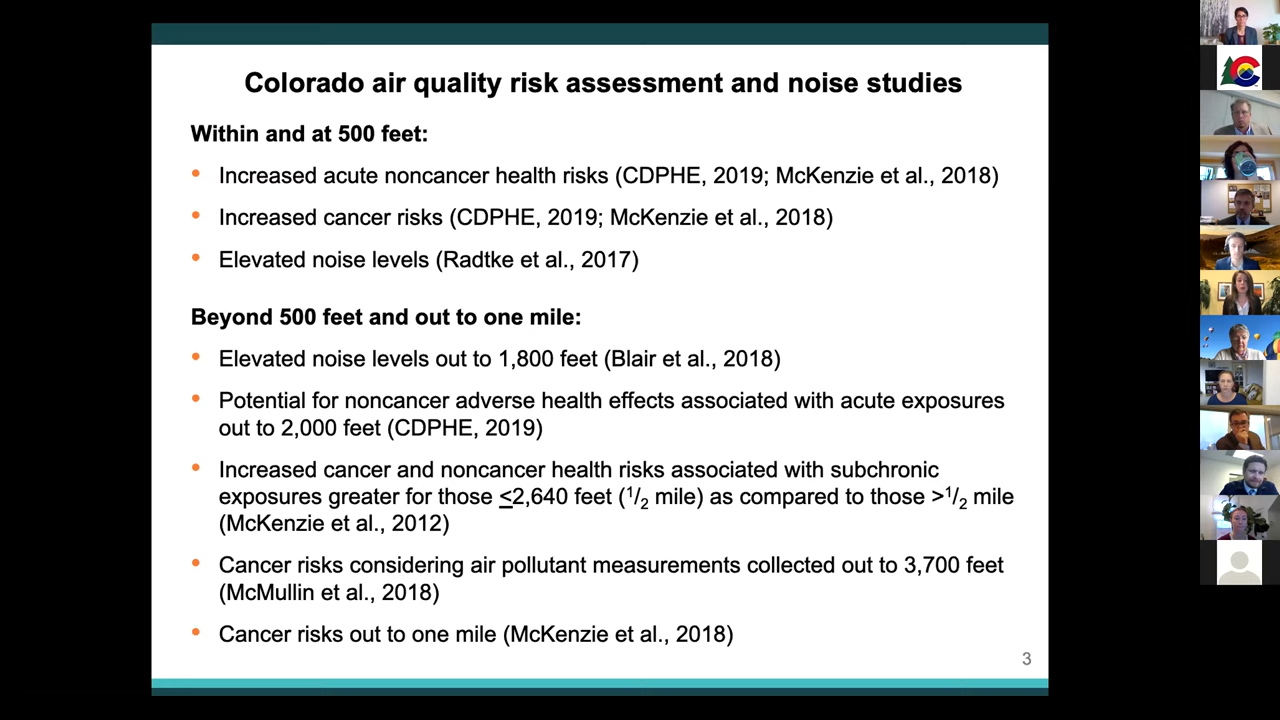 Colorado air quality risk assessment and noise studies
Within and at 500 feet:
• Increased acute noncancer health risks (CDPHE, 2019; McKenzie et al., 2018)
• Increased cancer risks (CDPHE, 2019; McKenzie et al., 2018)
• Elevated noise levels (Radtke et al., 2017)
Beyond 500 feet and out to one mile:
• Elevated noise levels out to 1,800 feet (Blair et al., 2018)
• Potential for noncancer adverse health effects associated with acute exposures
out to 2,000 feet (CDPHE, 2019)
• Increased cancer and noncancer health risks associated with subchronic
exposures greater for those <2,640 feet (1/2 mile) as compared to those >1/2 mile
(McKenzie et al., 2012)
• Cancer risks considering air pollutant measurements collected out to 3,700 feet
(McMullin et al., 2018)
• Cancer risks out to one mile (McKenzie et al., 2018)
3